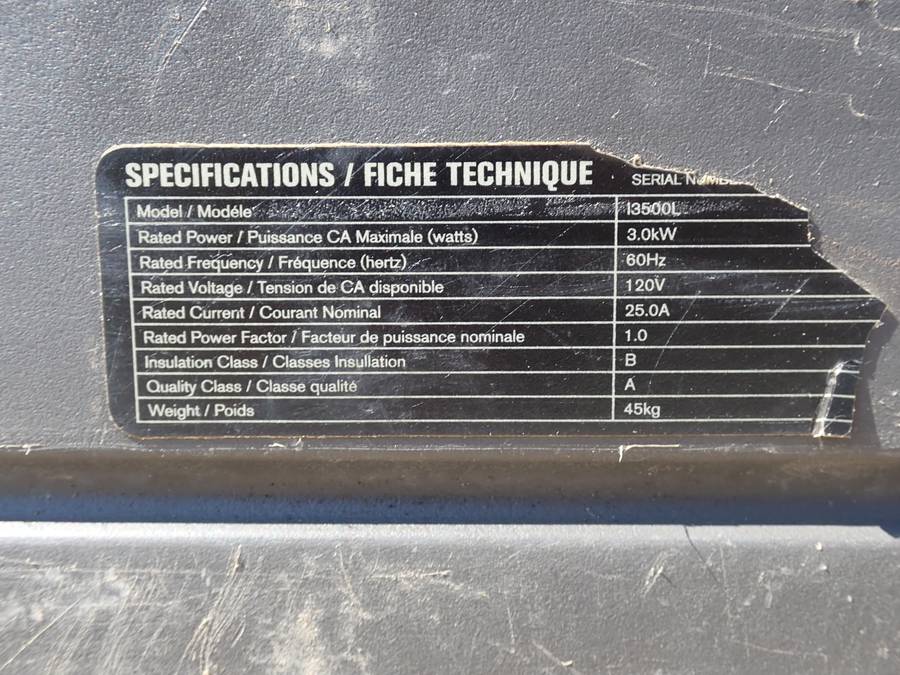 SPECIFICATIONS / FICHE TECHNIQUE SERIAL NUMBE
Model / Modéle I3500L
Rated Power / Puissance CA Maximale (watts) 3.0kW
Rated Frequency / Fréquence (hertz) 60Hz
Rated Voltage / Tension de CA disponible 120V
Rated Current / Courant Nominal 25.0A
Rated Power Factor / Facteur de puissance nominale 1.0
Insulation Class / Classes Insullation B
Quality Class / Classe qualité A
Weight / Poids 45kg